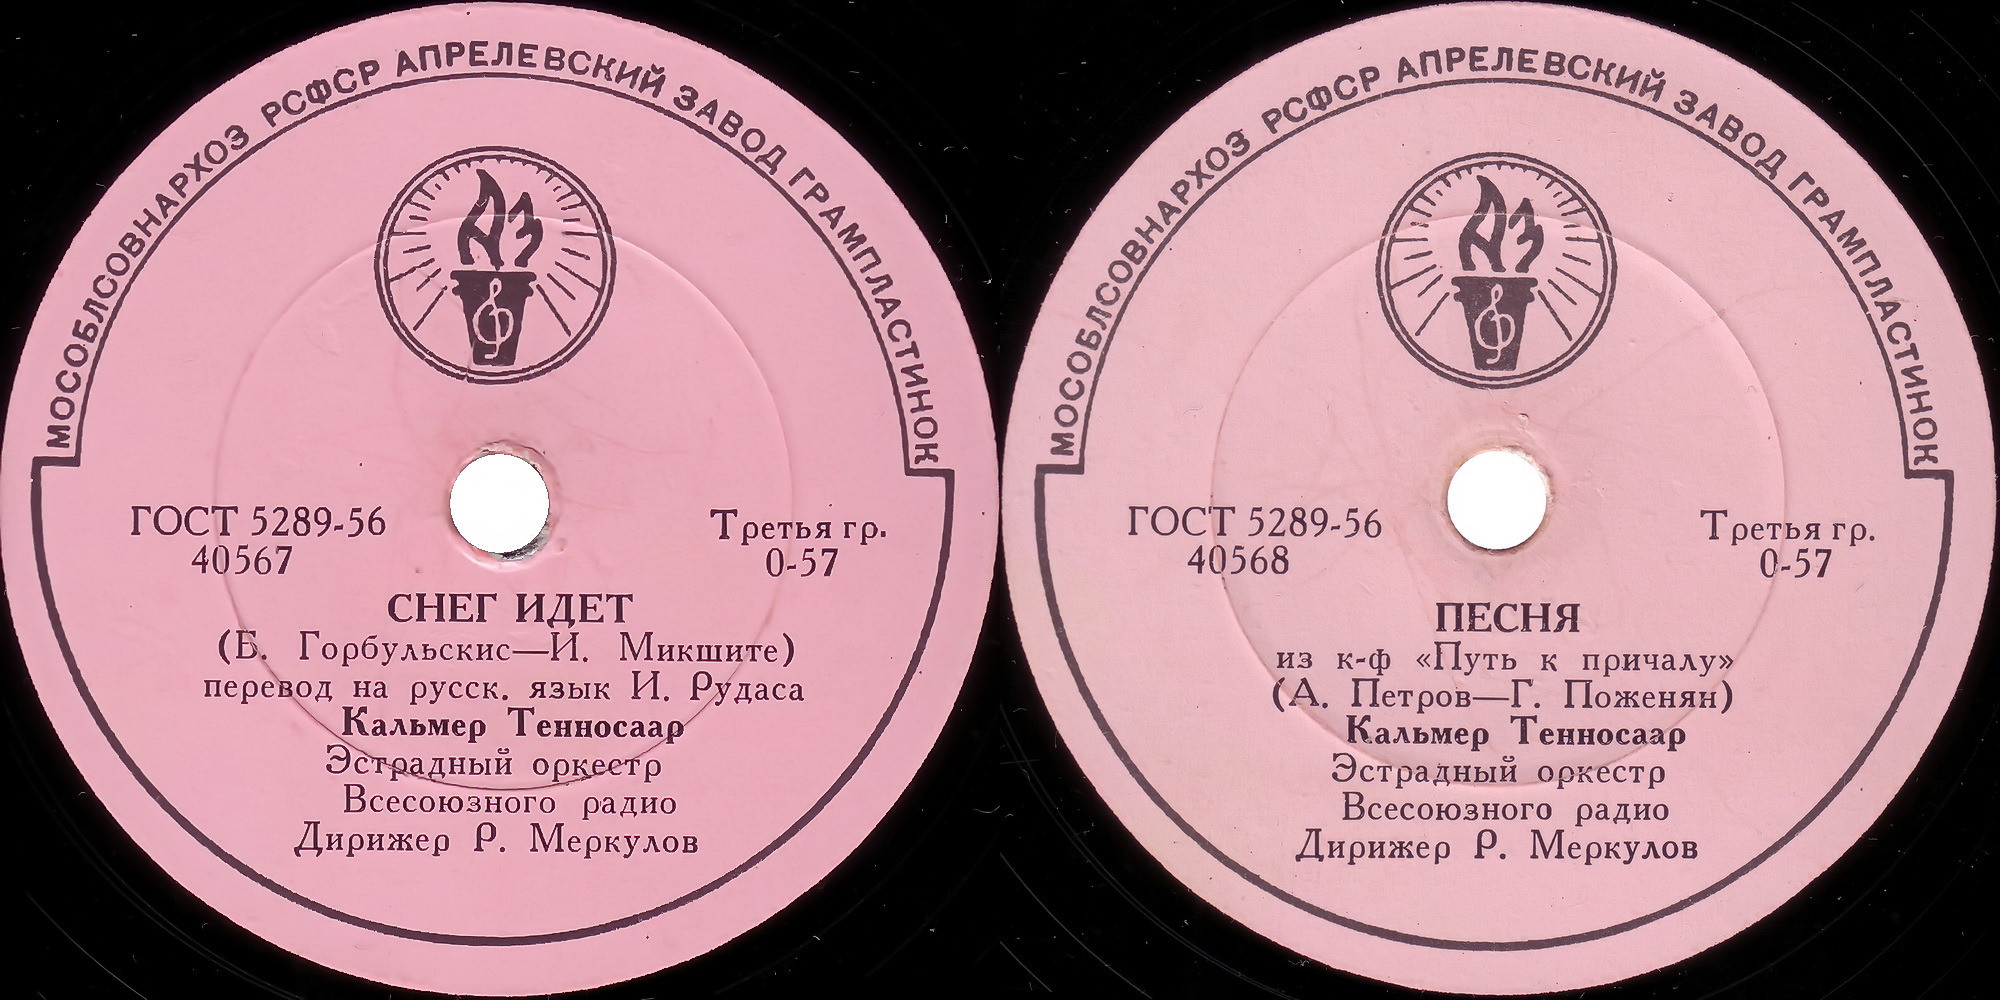 МОСОБЛСОВНАРХОЗ РСФСР АПРЕЛЕВСКИЙ ЗАВОД ГРАМПЛАСТИНОК
ГОСТ 5289-56
40567
Третья гр.
0-57
СНЕГ ИДЕТ
(Б. Горбульскис—И. Микшите)
перевод на русск. язык И. Рудаса
Кальмер Тенносаар
Эстрадный оркестр
Всесоюзного радио
Дирижер Р. Меркулов
МОСОБЛСОВНАРХОЗ РСФСР АПРЕЛЕВСКИЙ ЗАВОД ГРАМПЛАСТИНОК
ГОСТ 5289-56
40568
Третья гр.
0-57
ПЕСНЯ
из к-ф «Путь к причалу»
(А. Петров—Г. Поженян)
Кальмер Тенносаар
Эстрадный оркестр
Всесоюзного радио
Дирижер Р. Меркулов